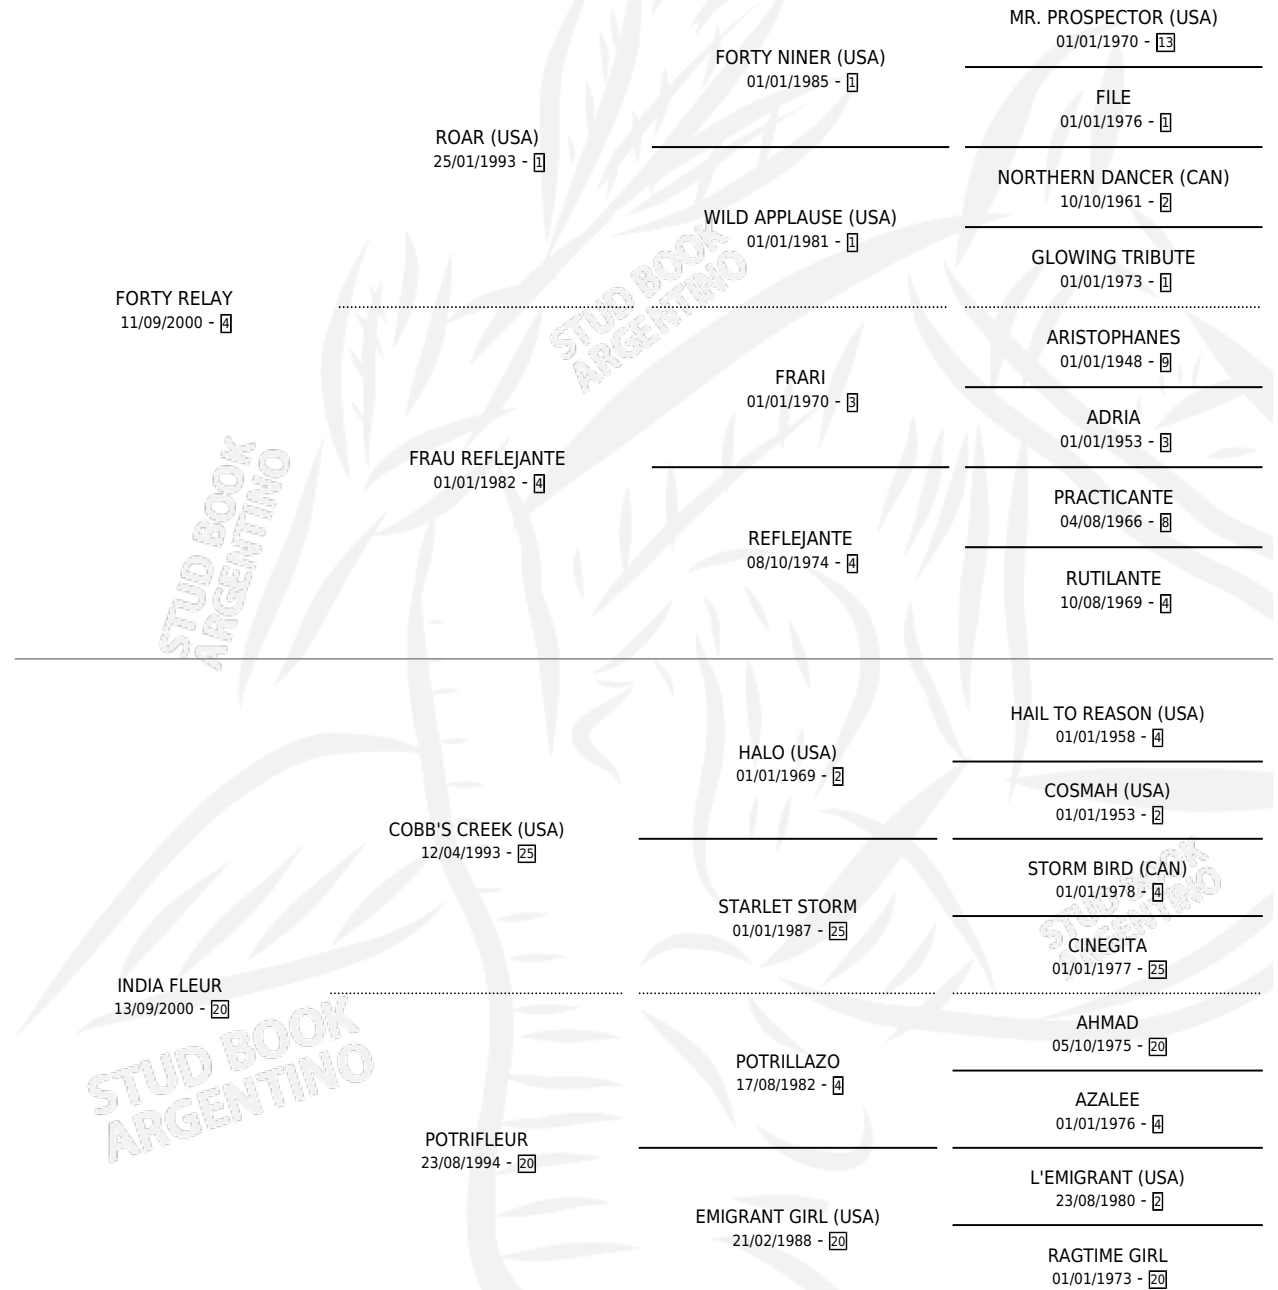 MR. PROSPECTOR (USA)
01/01/1970 - 13
FORTY NINER (USA)
01/01/1985 - 1
FILE
01/01/1976 - 1
ROAR (USA)
25/01/1993 - 1
NORTHERN DANCER (CAN)
10/10/1961 - 2
WILD APPLAUSE (USA)
01/01/1981 - 1
GLOWING TRIBUTE
01/01/1973 - 1
FORTY RELAY
11/09/2000 - 4
ARISTOPHANES
01/01/1948 - 9
FRARI
01/01/1970 - 3
ADRIA
01/01/1953 - 3
FRAU REFLEJANTE
01/01/1982 - 4
PRACTICANTE
04/08/1966 - 8
REFLEJANTE
08/10/1974 - 4
RUTILANTE
10/08/1969 - 4
STUD BOOK
ARGENTINO
STUD BOOK
ARGENTINO
HAIL TO REASON (USA)
01/01/1958 - 4
HALO (USA)
01/01/1969 - 2
COSMAH (USA)
01/01/1953 - 2
COBB'S CREEK (USA)
12/04/1993 - 25
STORM BIRD (CAN)
01/01/1978 - 4
STARLET STORM
01/01/1987 - 25
CINEGITA
01/01/1977 - 25
STUD BOOK
ARGENTINO
INDIA FLEUR
13/09/2000 - 20
AHMAD
05/10/1975 - 20
POTRILLAZO
17/08/1982 - 4
AZALEE
01/01/1976 - 4
POTRIFLEUR
23/08/1994 - 20
L'EMIGRANT (USA)
23/08/1980 - 2
EMIGRANT GIRL (USA)
21/02/1988 - 20
RAGTIME GIRL
01/01/1973 - 20
STUD BOOK
ARGENTINO